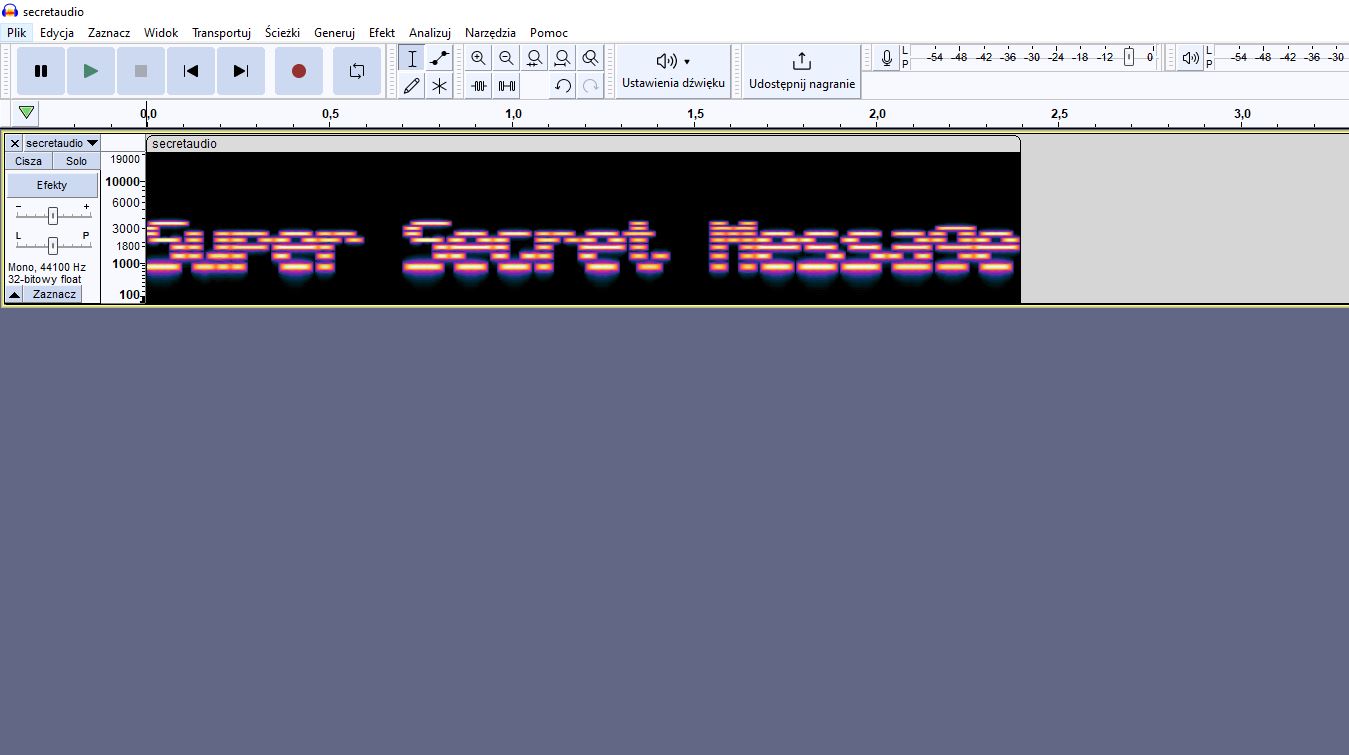 secretaudio
Plik Edycja Zaznacz Widok Transportuj Ścieżki Generuj Efekt Analizuj Narzędzia Pomoc
Ustawienia dźwięku
Udostępnij nagranie
L
P
-54 -48 -42 -36 -30 -24 -18 -12 0
L
P
-54 -48 -42 -36 -30
0,0 0,5 1,0 1,5 2,0 2,5 3,0
secretaudio
secretaudio
Cisza Solo
Efekty
- +
L P
Mono, 44100 Hz
32-bitowy float
Zaznacz
19000
10000
6000
3000
1800
1000
100
Super Secret